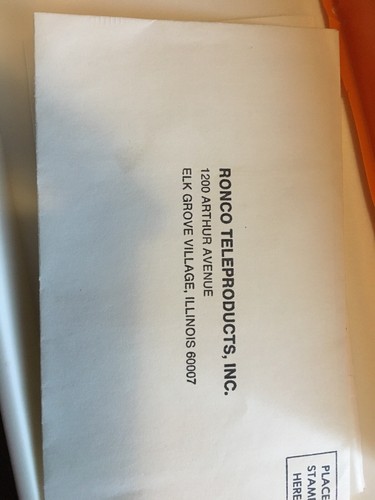 RONCO TELEPRODUCTS, INC.
1200 ARTHUR AVENUE
ELK GROVE VILLAGE, ILLINOIS 60007
PLACE
STAMP
HERE